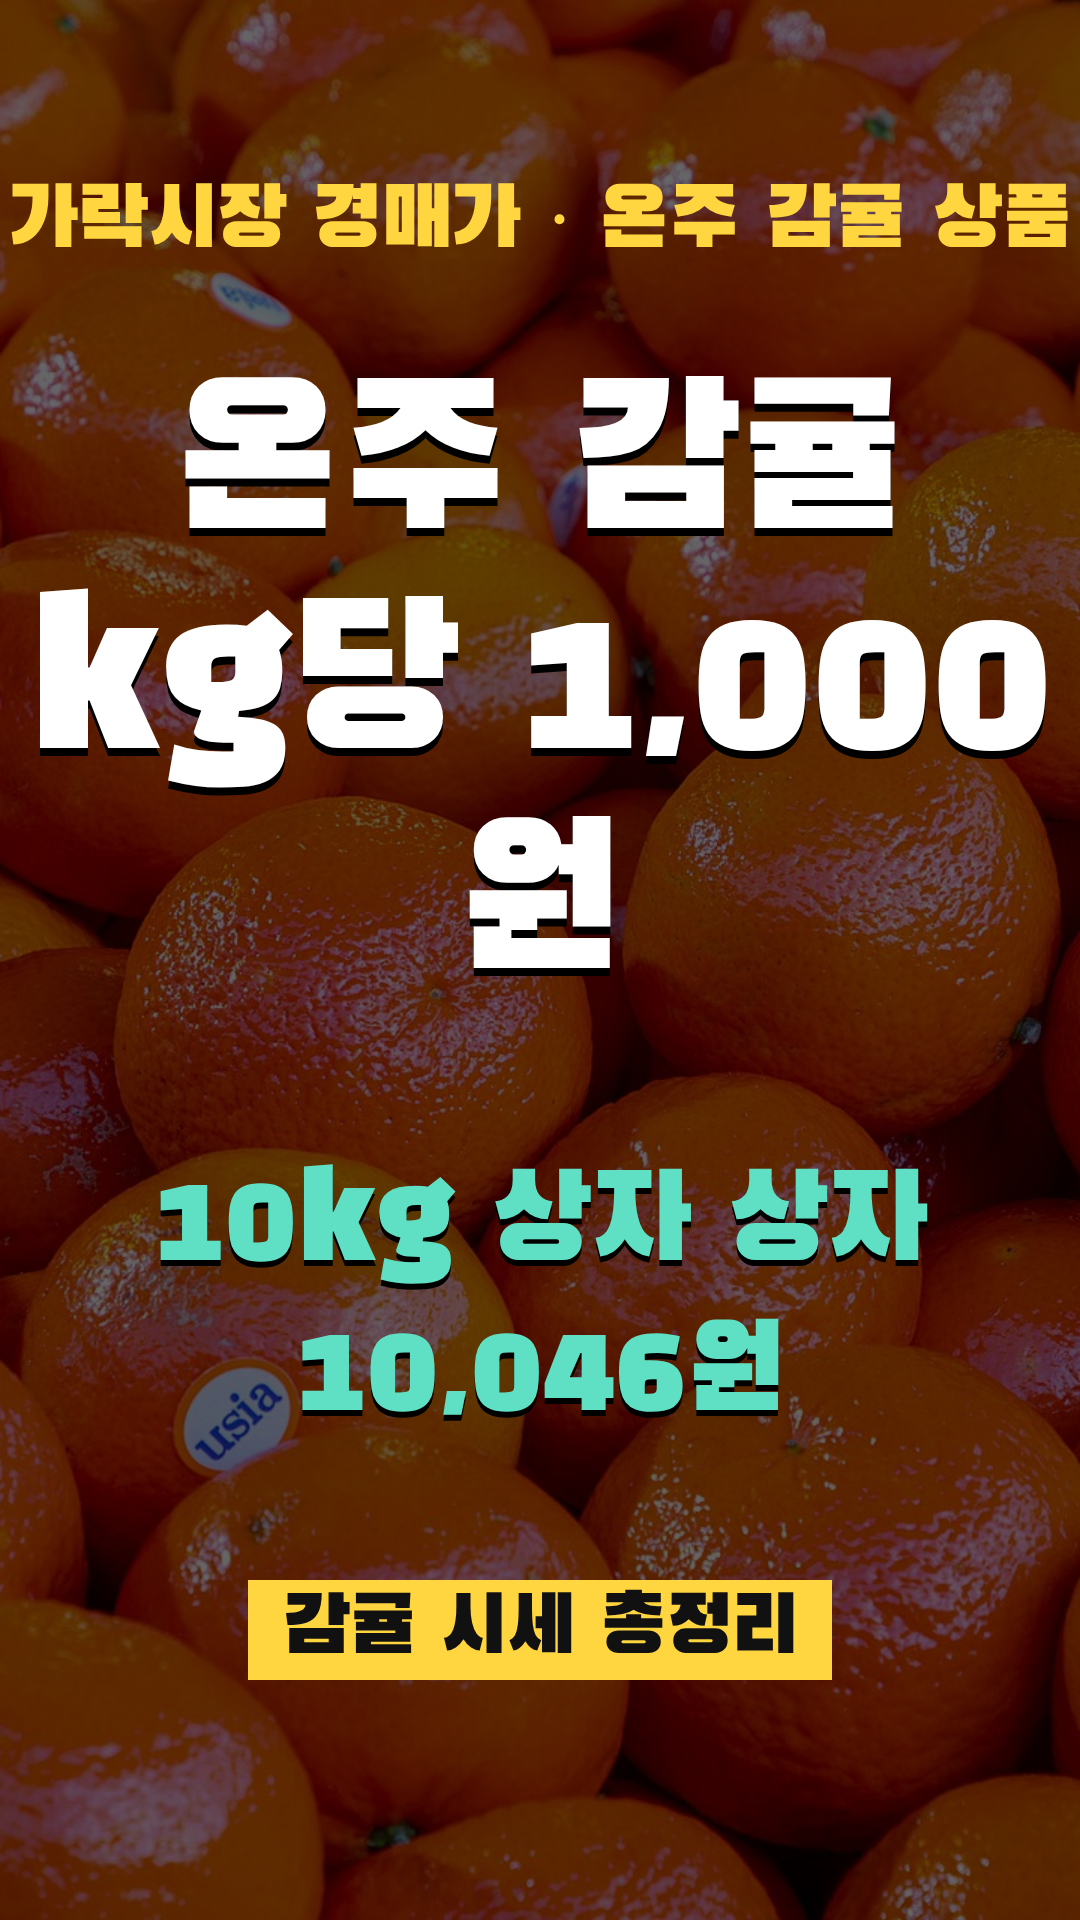 가락시장 경매가 · 온주 감귤 상품
온주 감귤
kg당 1,000
원
10kg 상자 상자
10,046원
usia
감귤 시세 총정리